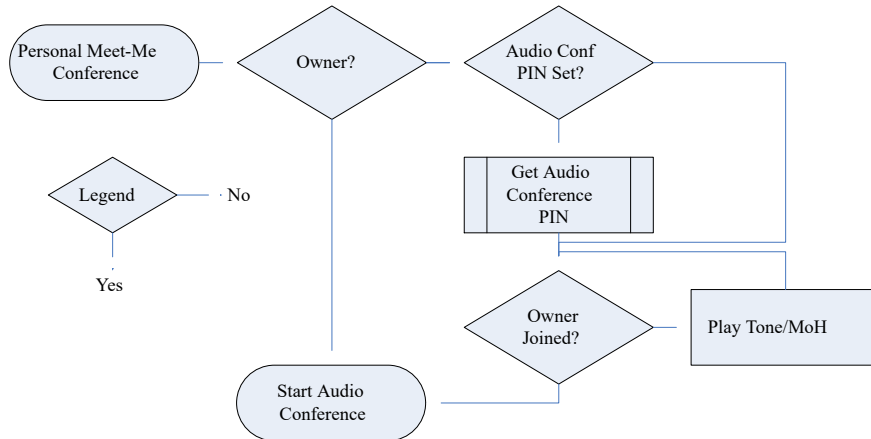 Personal Meet-Me
Conference
Owner?
Audio Conf
PIN Set?
Legend
No
Yes
Get Audio
Conference
PIN
Owner
Joined?
Play Tone/MoH
Start Audio
Conference